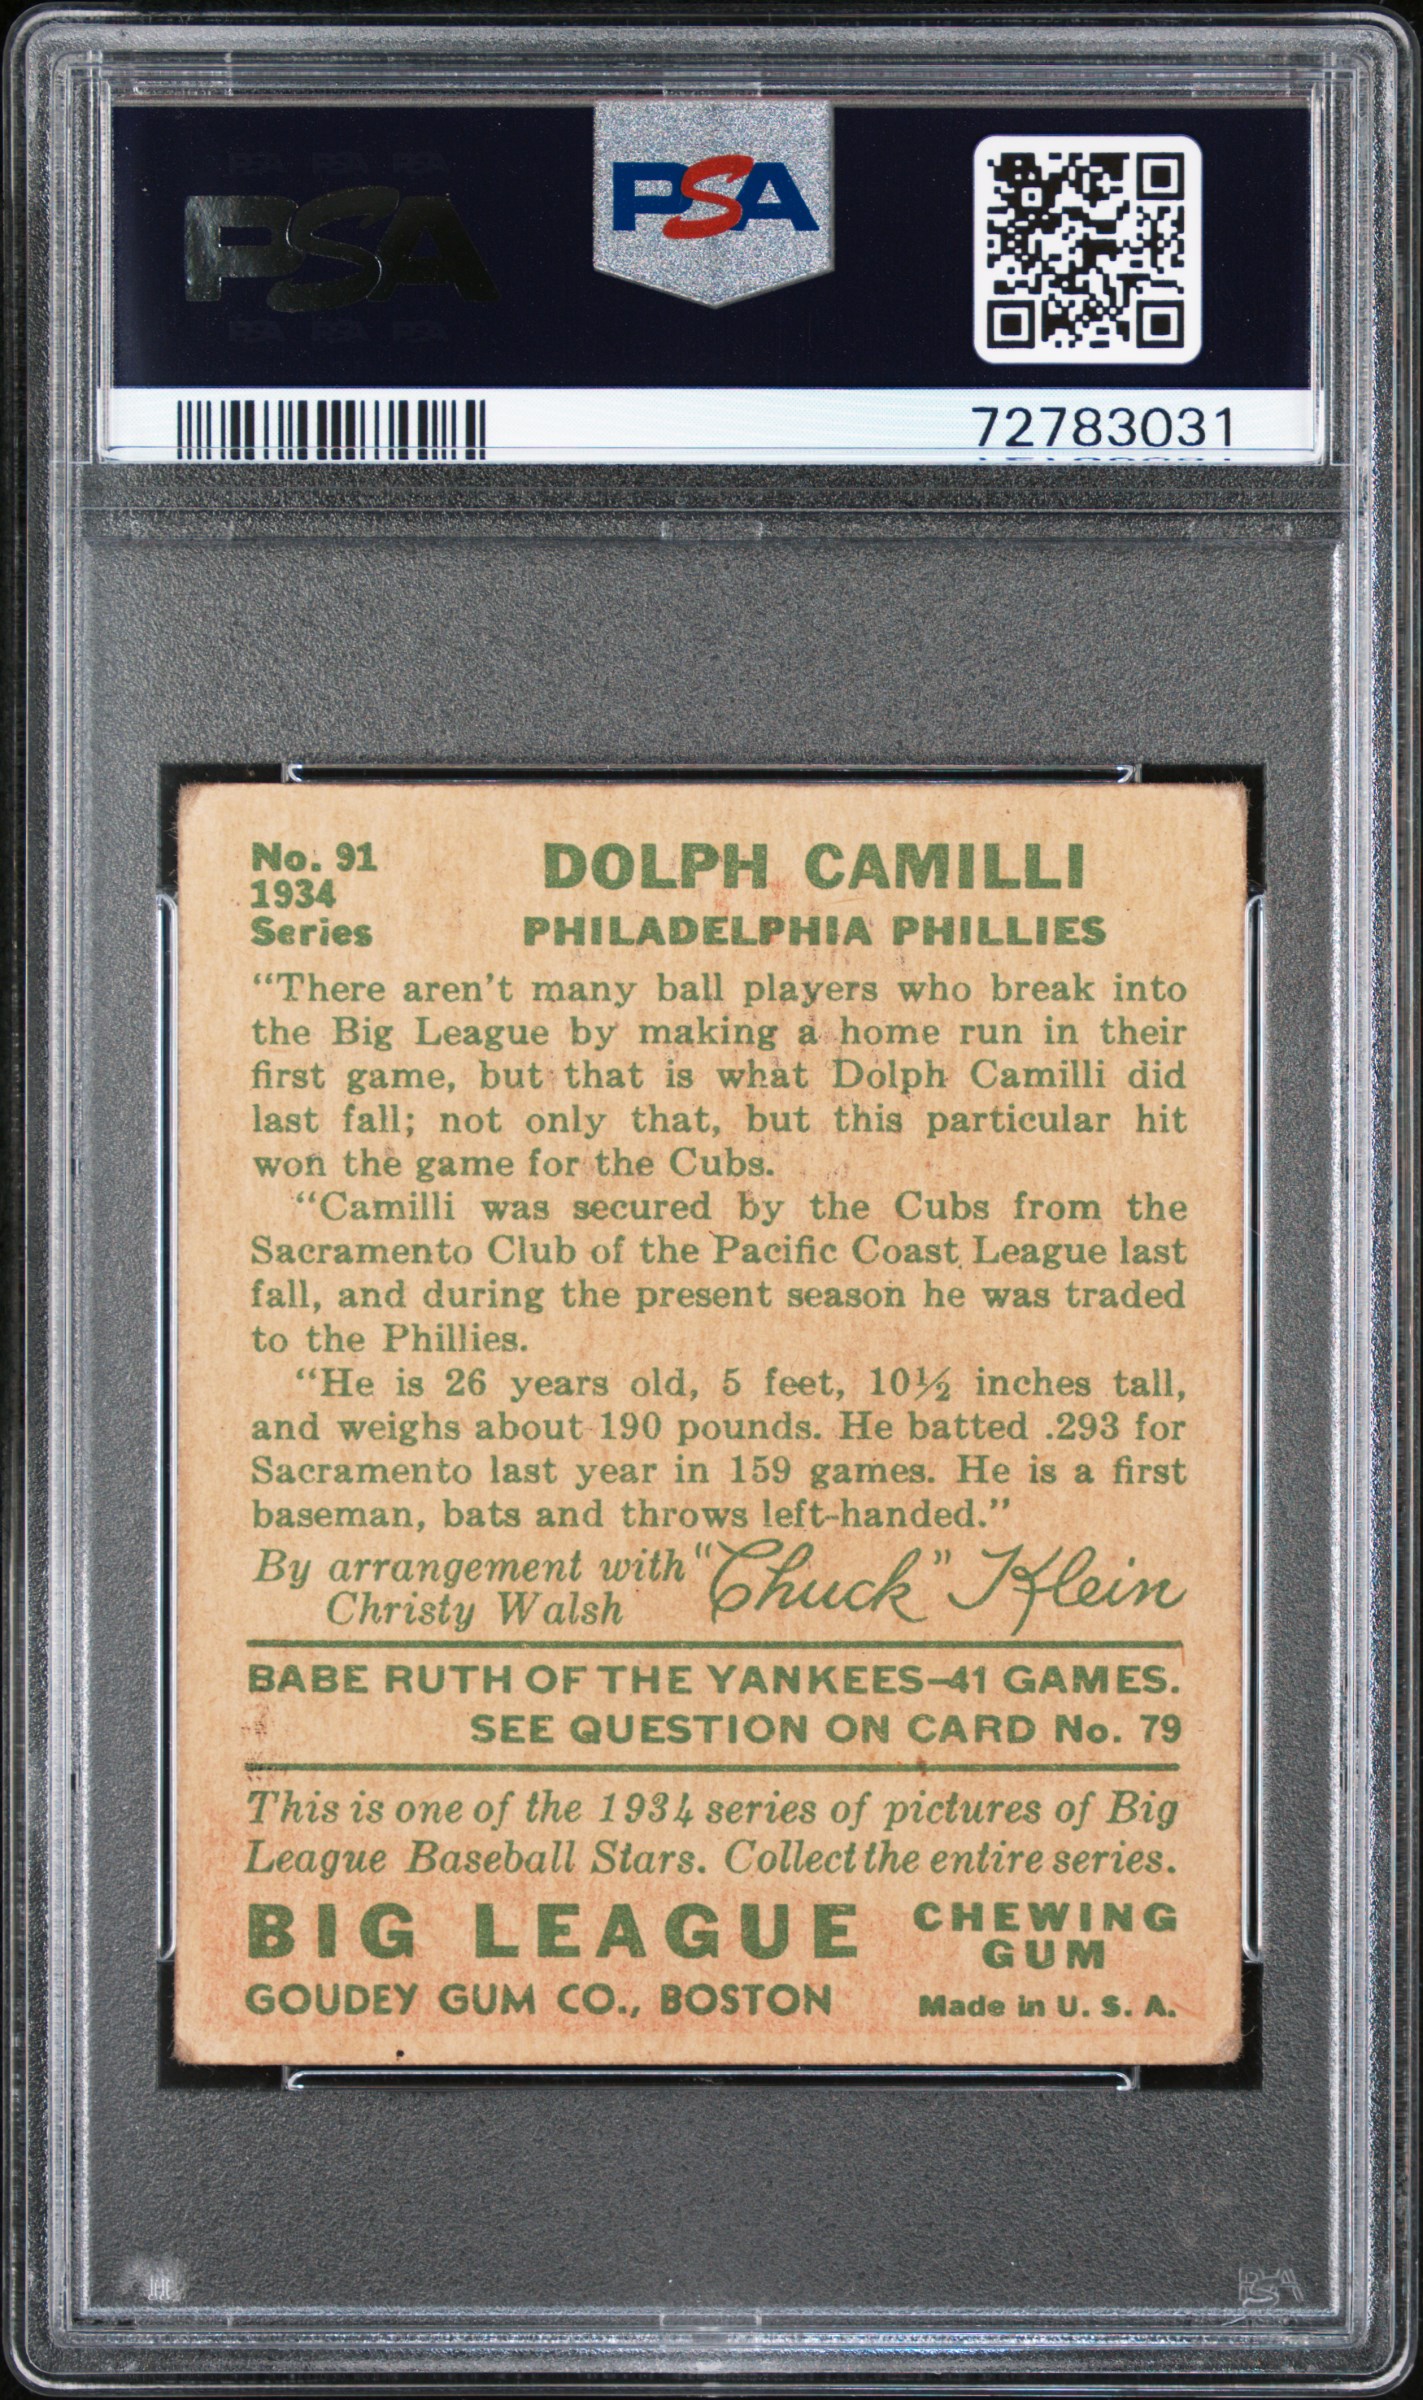 PSA
PSA
72783031
No. 91
1934
Series
DOLPH CAMILLI
PHILADELPHIA PHILLIES
“There aren't many ball players who break into
the Big League by making a home run in their
first game, but that is what Dolph Camilli did
last fall; not only that, but this particular hit
won the game for the Cubs.
“Camilli was secured by the Cubs from the
Sacramento Club of the Pacific Coast League last
fall, and during the present season he was traded
to the Phillies.
“He is 26 years old, 5 feet, 10½ inches tall,
and weighs about 190 pounds. He batted .293 for
Sacramento last year in 159 games. He is a first
baseman, bats and throws left-handed.”
By arrangement with “Chuck” Klein
Christy Walsh
BABE RUTH OF THE YANKEES—41 GAMES.
SEE QUESTION ON CARD No. 79
This is one of the 1934 series of pictures of Big
League Baseball Stars. Collect the entire series.
BIG LEAGUE CHEWING GUM
GOUDEY GUM CO., BOSTON
Made in U. S. A.
PSA